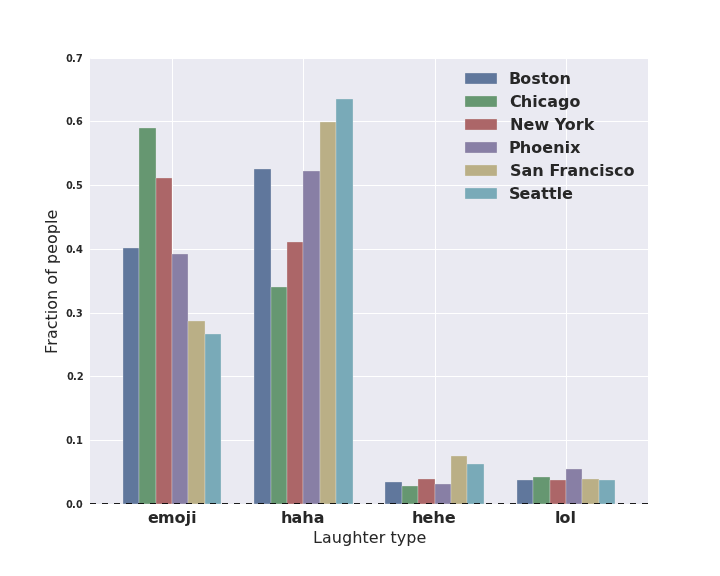 0.7
0.6
0.5
0.4
0.3
0.2
0.1
0.0
Fraction of people
Boston
Chicago
New York
Phoenix
San Francisco
Seattle
emoji haha hehe lol
Laughter type